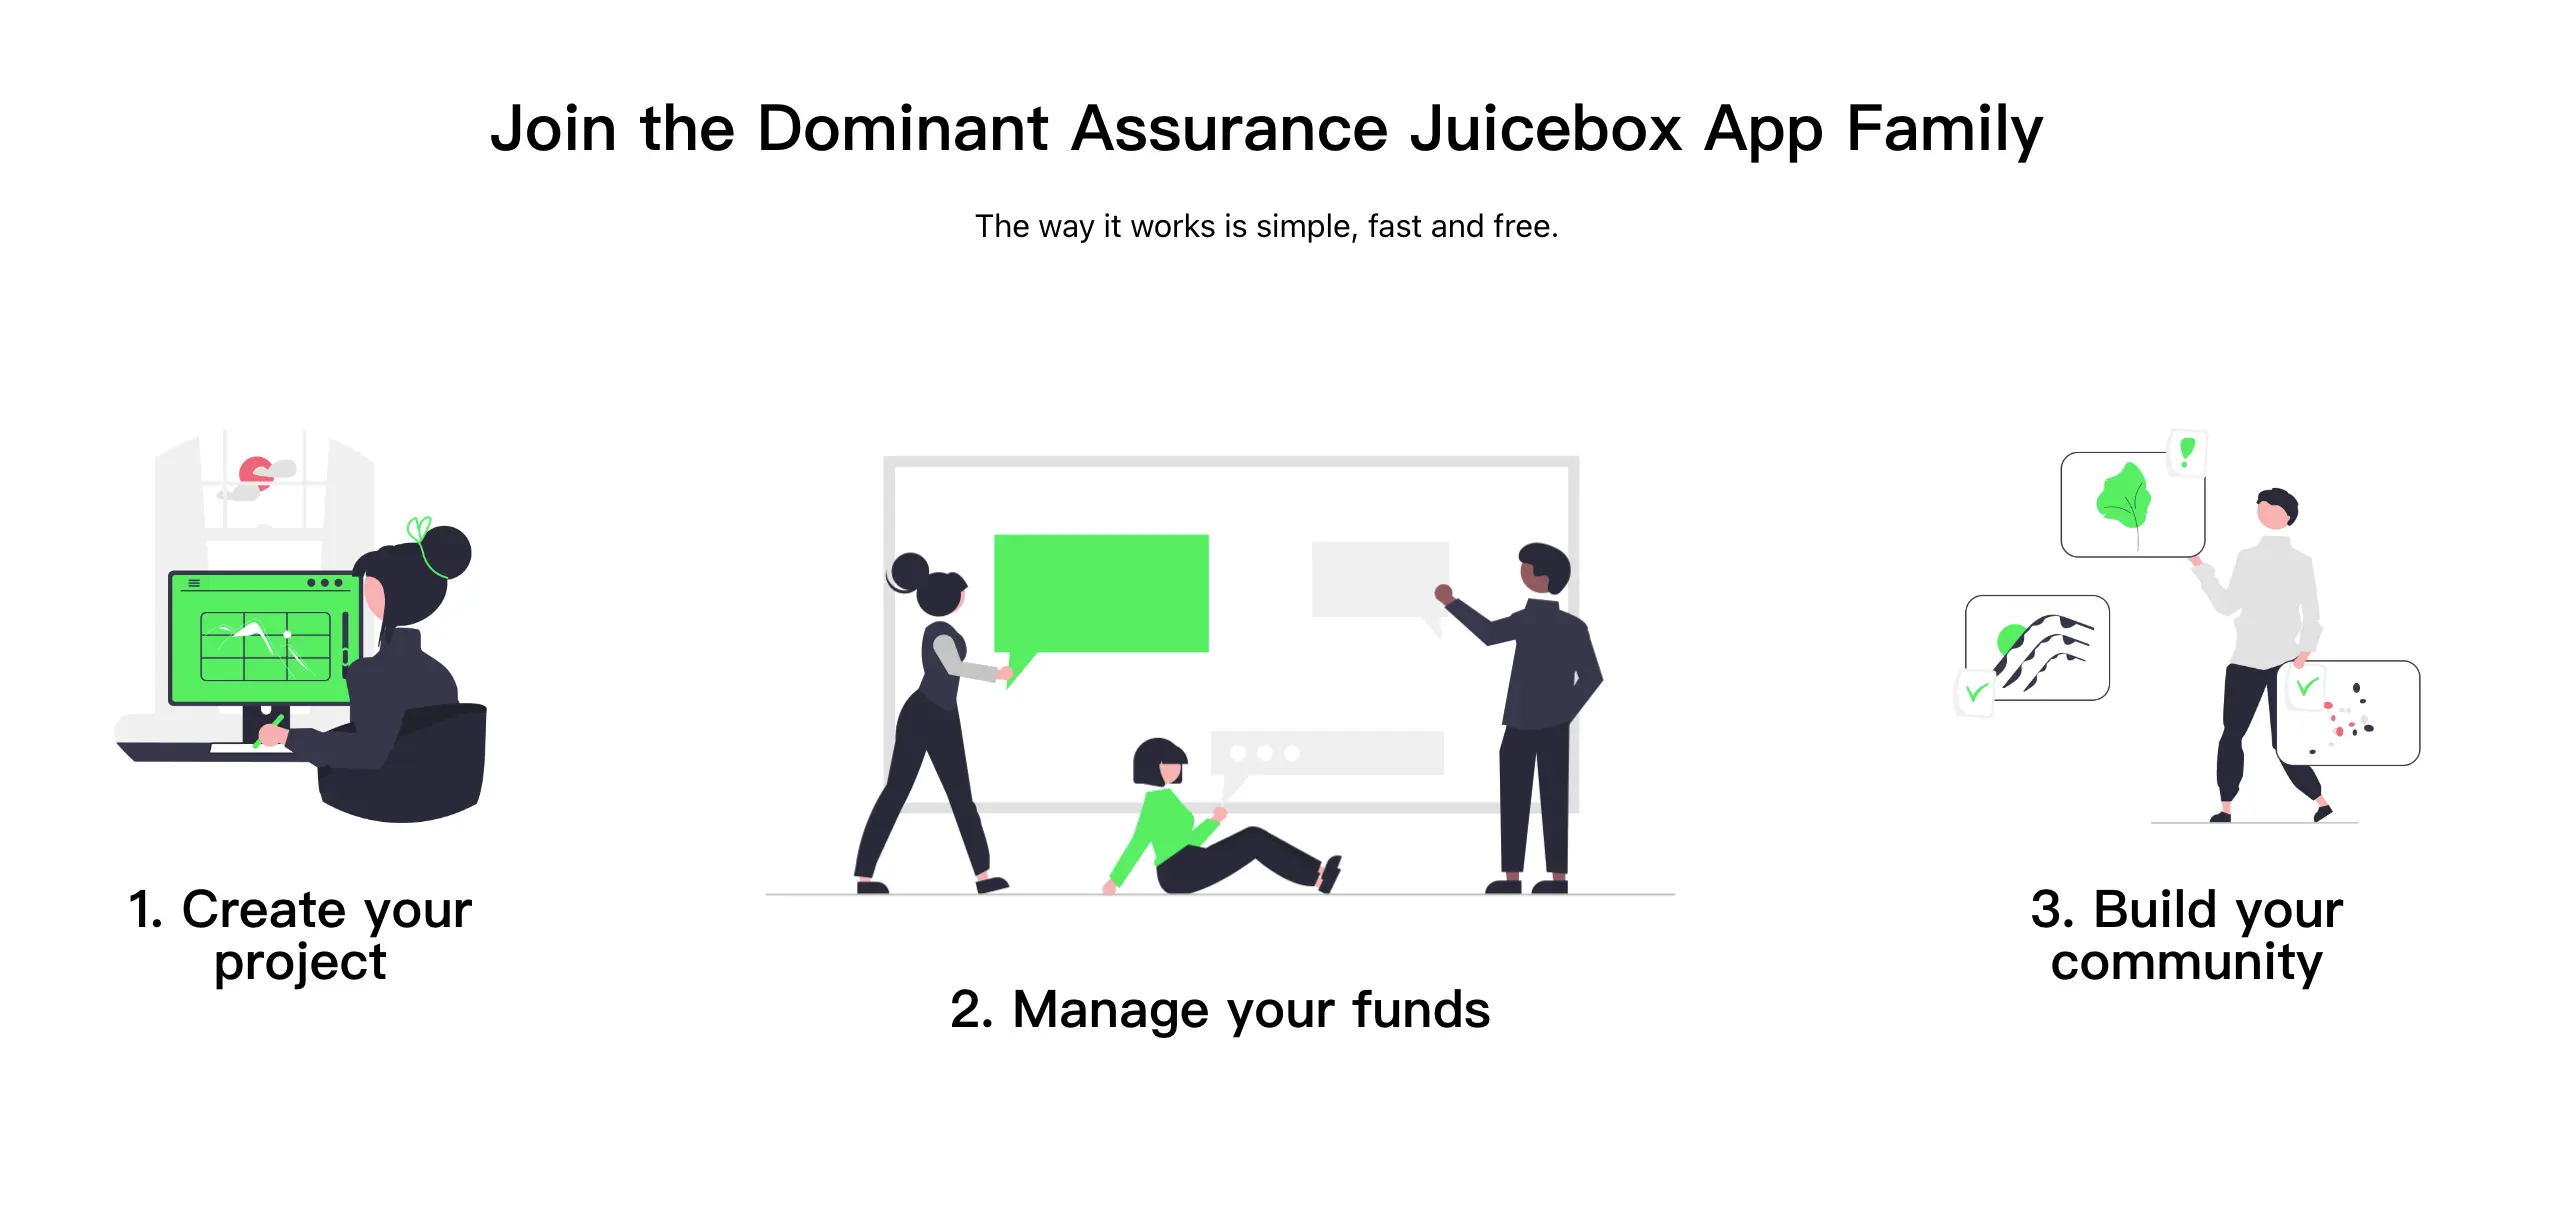 Join the Dominant Assurance Juicebox App Family
The way it works is simple, fast and free.
1. Create your
project
2. Manage your funds
3. Build your
community